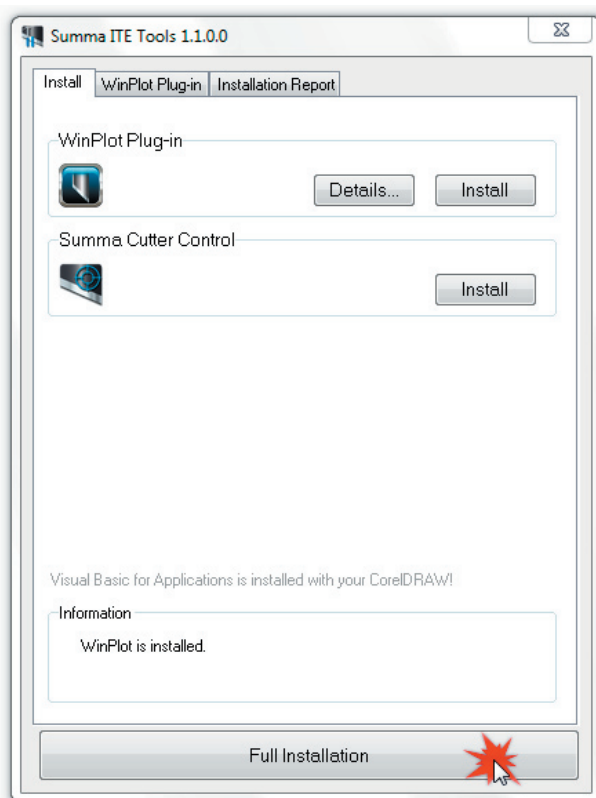 Summa ITE Tools 1.1.0.0
Install WinPlot Plug-in Installation Report
WinPlot Plug-in
Details... Install
Summa Cutter Control
Install
Visual Basic for Applications is installed with your CorelDRAW!
Information
WinPlot is installed.
Full Installation